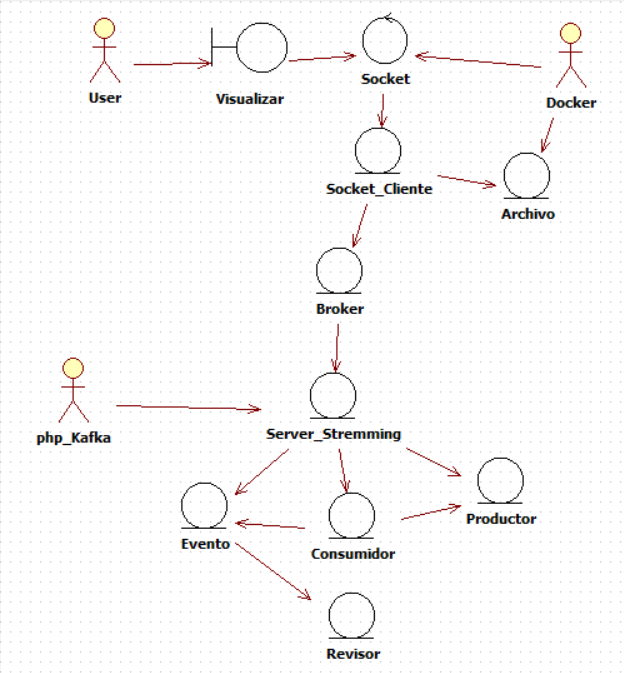 User
Visualizar
Socket
Docker
Socket_Cliente
Archivo
Broker
php_Kafka
Server_Stremming
Evento
Consumidor
Productor
Revisor